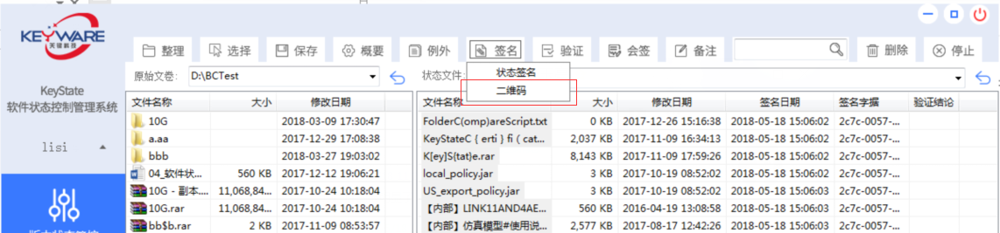 KEYWARE
天键科技
整理 选择 保存 概要 例外 签名 验证 会签 备注 删除 停止
原始文卷: D:\BCTest 状态文件:
状态签名
二维码
KeyState
软件状态控制管理系统
lisi
文件名称 大小 修改日期
10G 2018-03-09 17:30:47
a.aa 2017-12-29 17:08:38
bbb 2018-03-27 19:03:02
04_软件状... 560 KB 2017-12-12 19:06:21
10G - 副本.... 11,068,84... 2017-10-24 10:18:04
10G.rar 11,068,84... 2017-10-24 10:18:04
bb$b.rar 2 KB 2017-11-09 08:53:57
文件名称 大小 修改日期 签名日期 签名字据 验证结论
FolderC(omp)areScript.txt 0 KB 2017-12-26 15:16:38 2018-05-18 15:06:02 2c7c-0057-...
KeyStateC { erti } fi ( cat... 2,037 KB 2017-11-09 16:34:13 2018-05-18 15:06:02 2c7c-0057-...
K[ey]S(tat)e.rar 8,143 KB 2017-11-09 17:59:26 2018-05-18 15:06:02 2c7c-0057-...
local_policy.jar 3 KB 2017-10-19 08:52:02 2018-05-18 15:06:02 2c7c-0057-...
US_export_policy.jar 3 KB 2017-10-19 08:52:02 2018-05-18 15:06:03 2c7c-0057-...
【内部】LINK11AND4AE... 560 KB 2016-04-19 13:08:58 2018-05-18 15:06:03 2c7c-0057-...
【内部】仿真模型#使用说... 2,577 KB 2017-08-17 12:42:26 2018-05-18 15:06:03 2c7c-0057-...